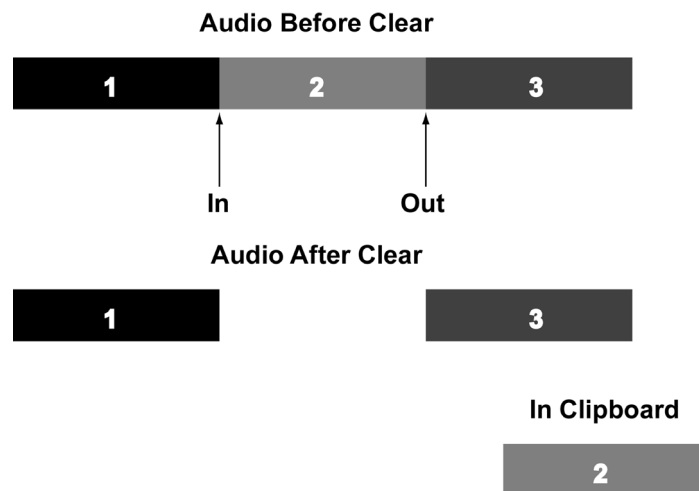 Audio Before Clear
1 2 3
In Out
Audio After Clear
1 3
In Clipboard
2